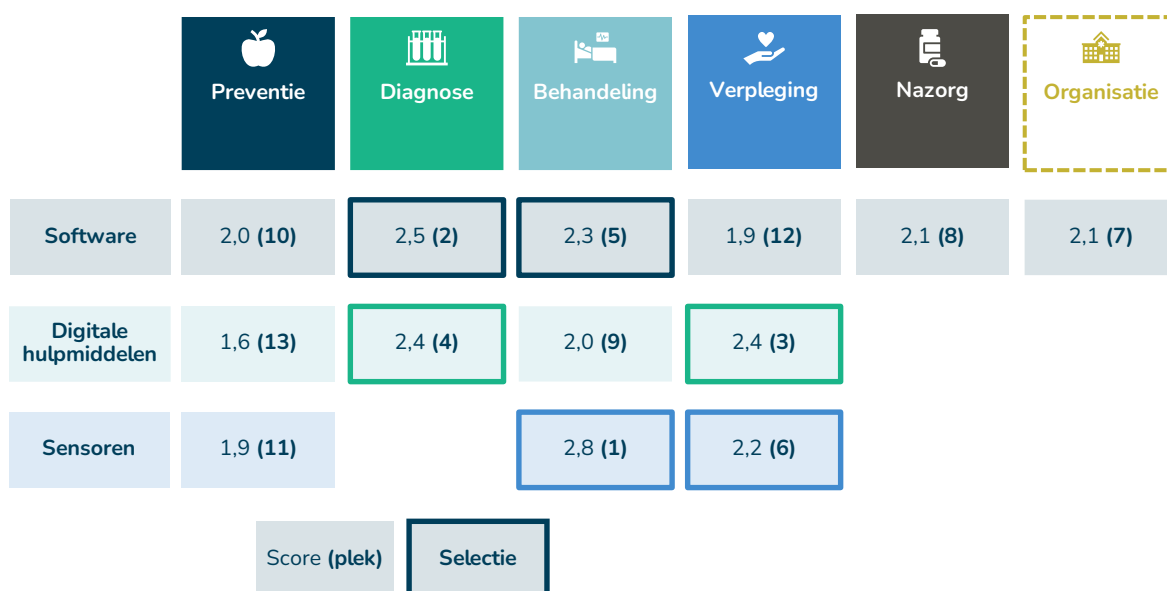 Preventie
Diagnose
Behandeling
Verpleging
Nazorg
Organisatie
Software
2,0 (10)
2,5 (2)
2,3 (5)
1,9 (12)
2,1 (8)
2,1 (7)
Digitale
hulpmiddelen
1,6 (13)
2,4 (4)
2,0 (9)
2,4 (3)
Sensoren
1,9 (11)
2,8 (1)
2,2 (6)
Score (plek)
Selectie